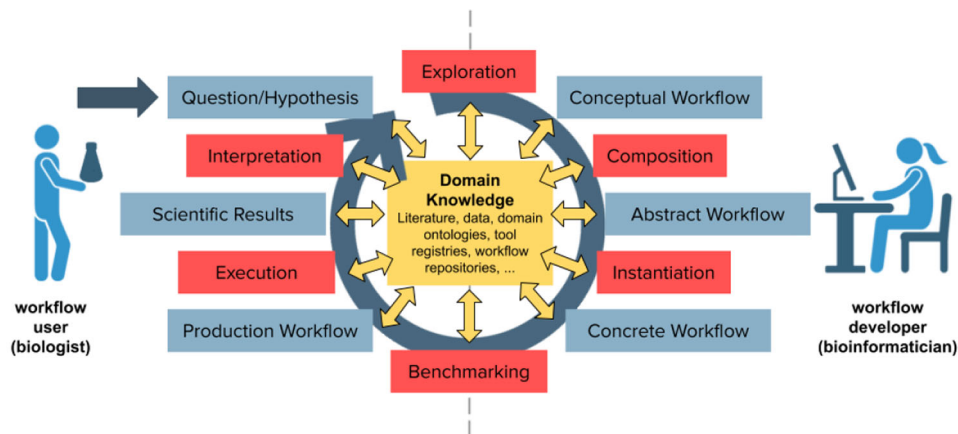 Exploration
Question/Hypothesis
Conceptual Workflow
Interpretation
Composition
Domain
Knowledge
Literature, data, domain
ontologies, tool
registries, workflow
repositories, ...
Scientific Results
Abstract Workflow
Execution
Instantiation
workflow
user
(biologist)
workflow
developer
(bioinformatician)
Production Workflow
Concrete Workflow
Benchmarking